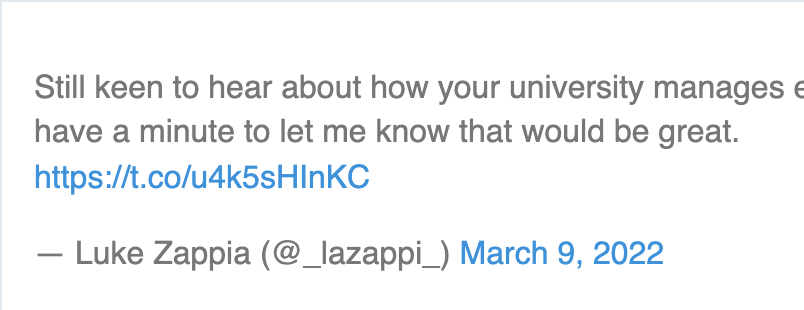 Still keen to hear about how your university manages
have a minute to let me know that would be great.
https://t.co/u4k5sHInKC
— Luke Zappia (@_lazappi_) March 9, 2022